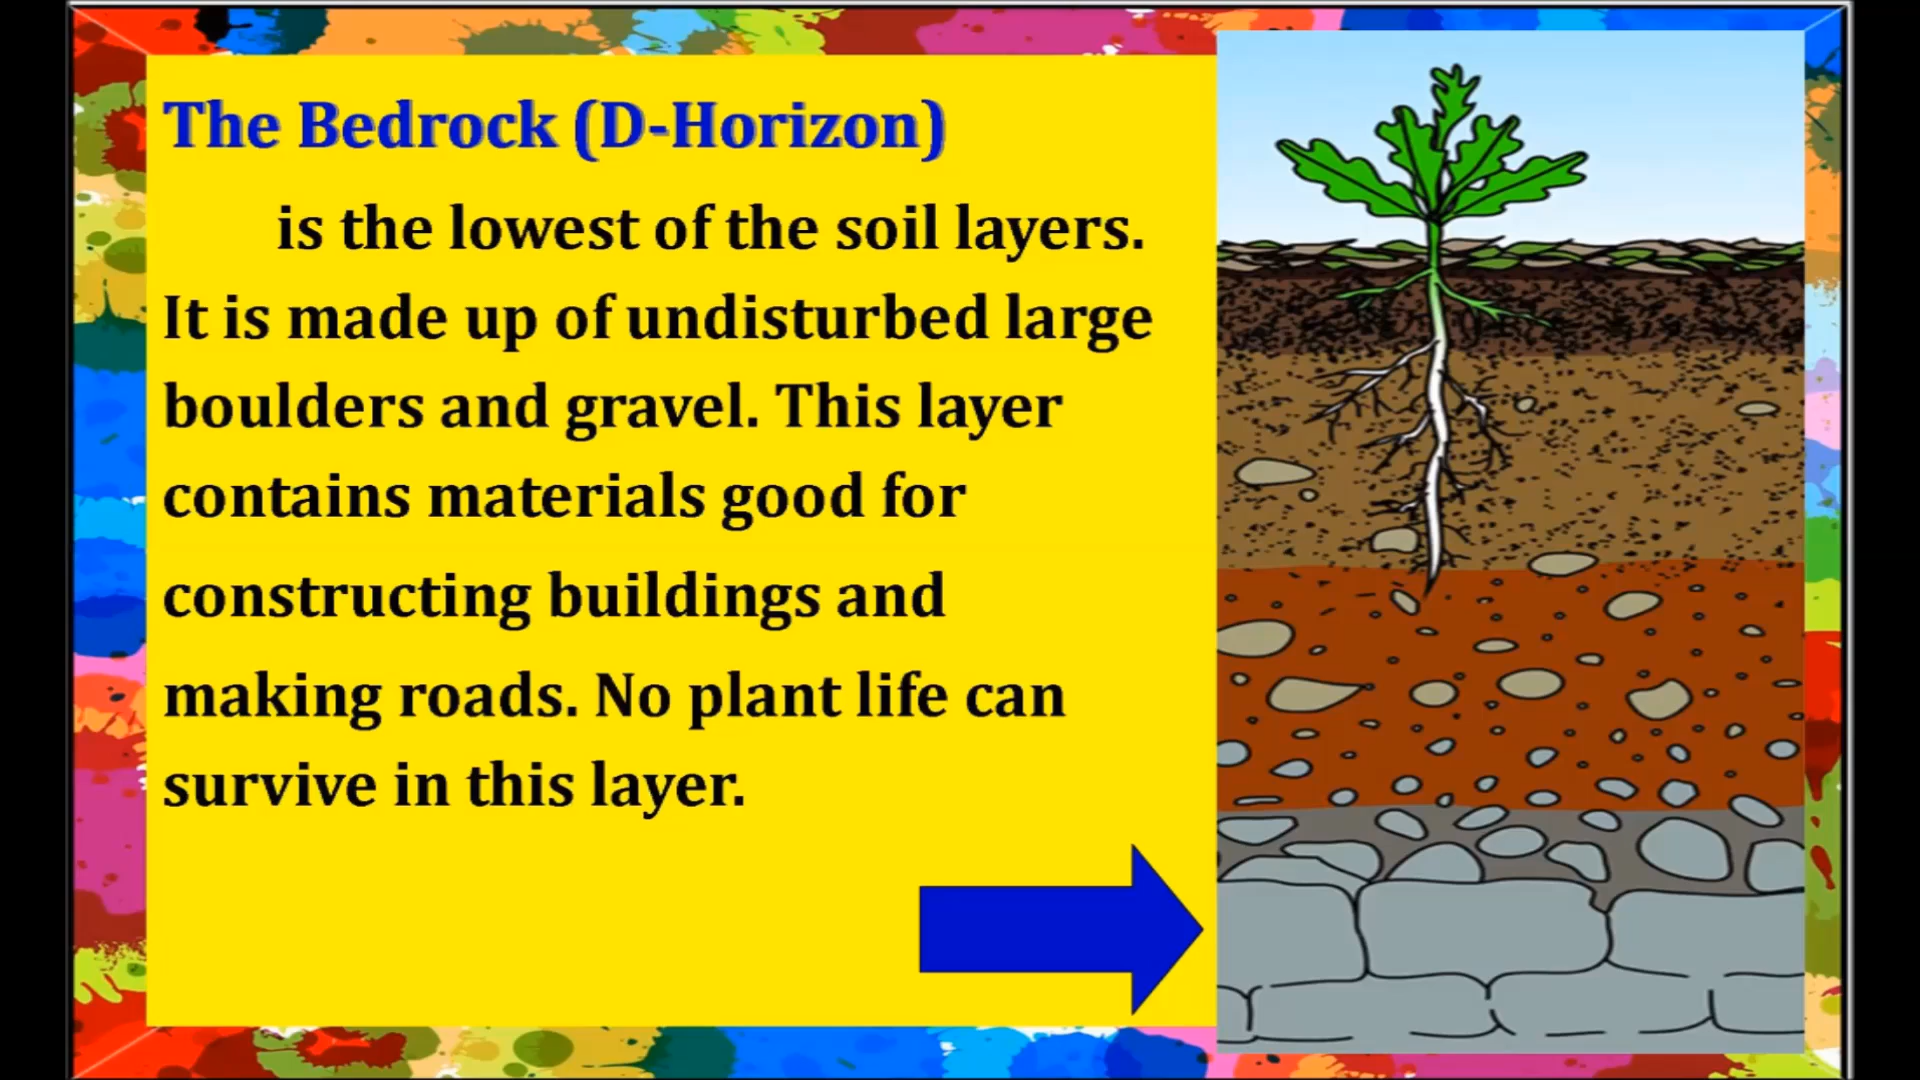 The Bedrock (D-Horizon)
is the lowest of the soil layers.
It is made up of undisturbed large
boulders and gravel. This layer
contains materials good for
constructing buildings and
making roads. No plant life can
survive in this layer.